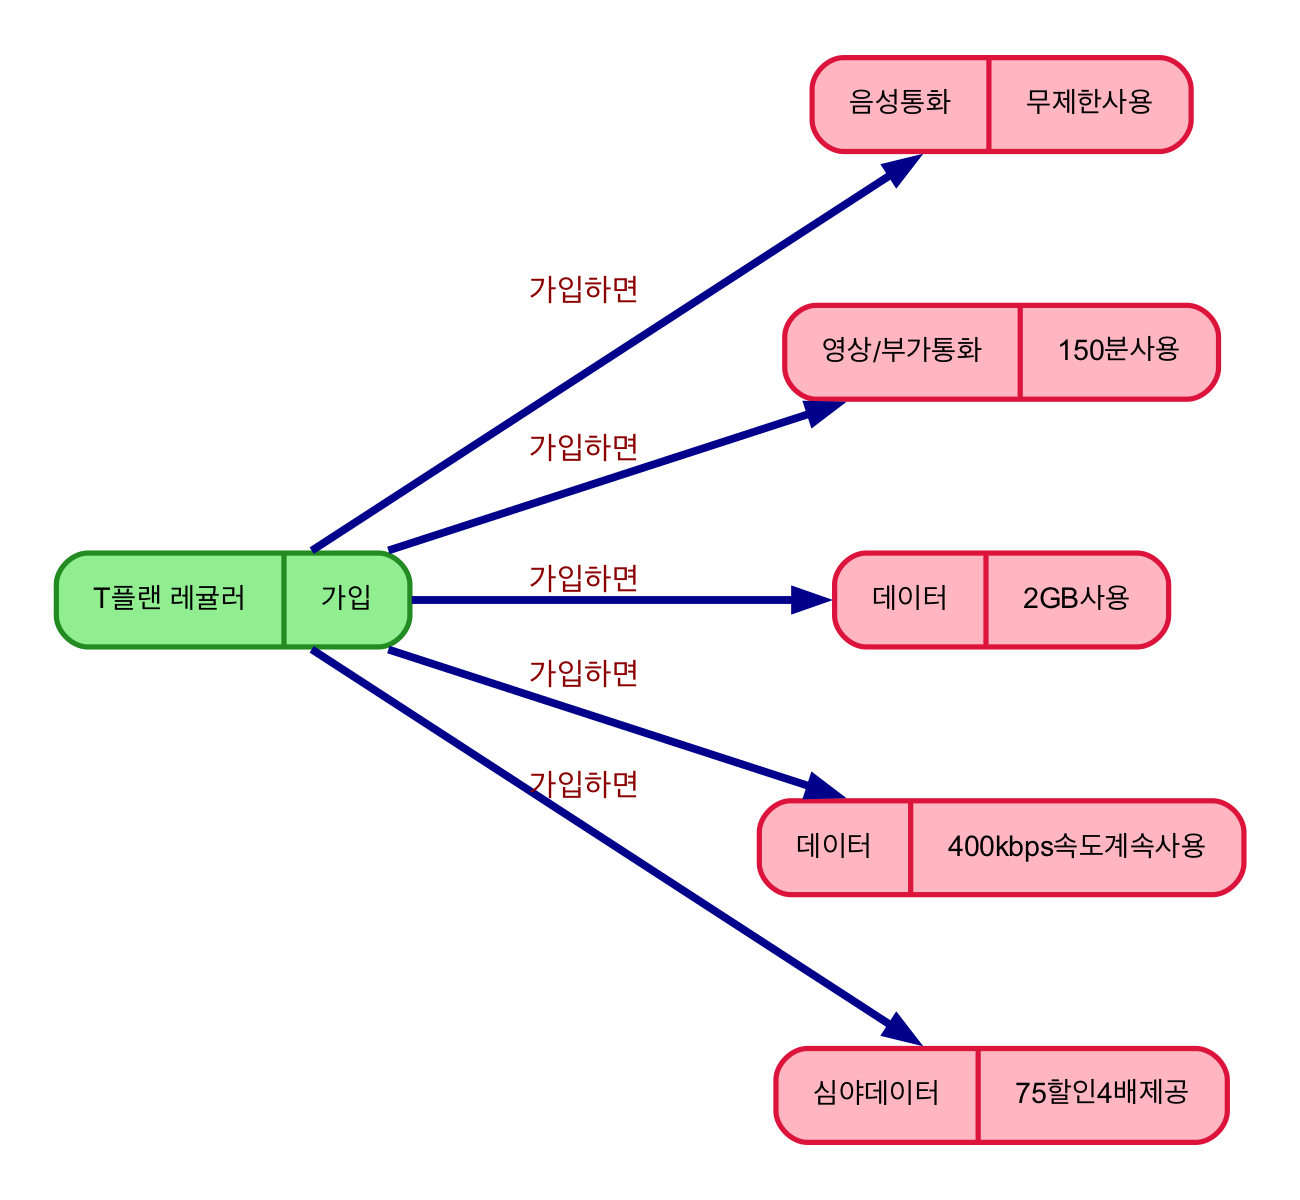 음성통화 무제한사용
가입하면
영상/부가통화 150분사용
가입하면
T플랜 레귤러 가입
가입하면
데이터 2GB사용
가입하면
데이터 400kbps속도계속사용
가입하면
심야데이터 75할인4배제공